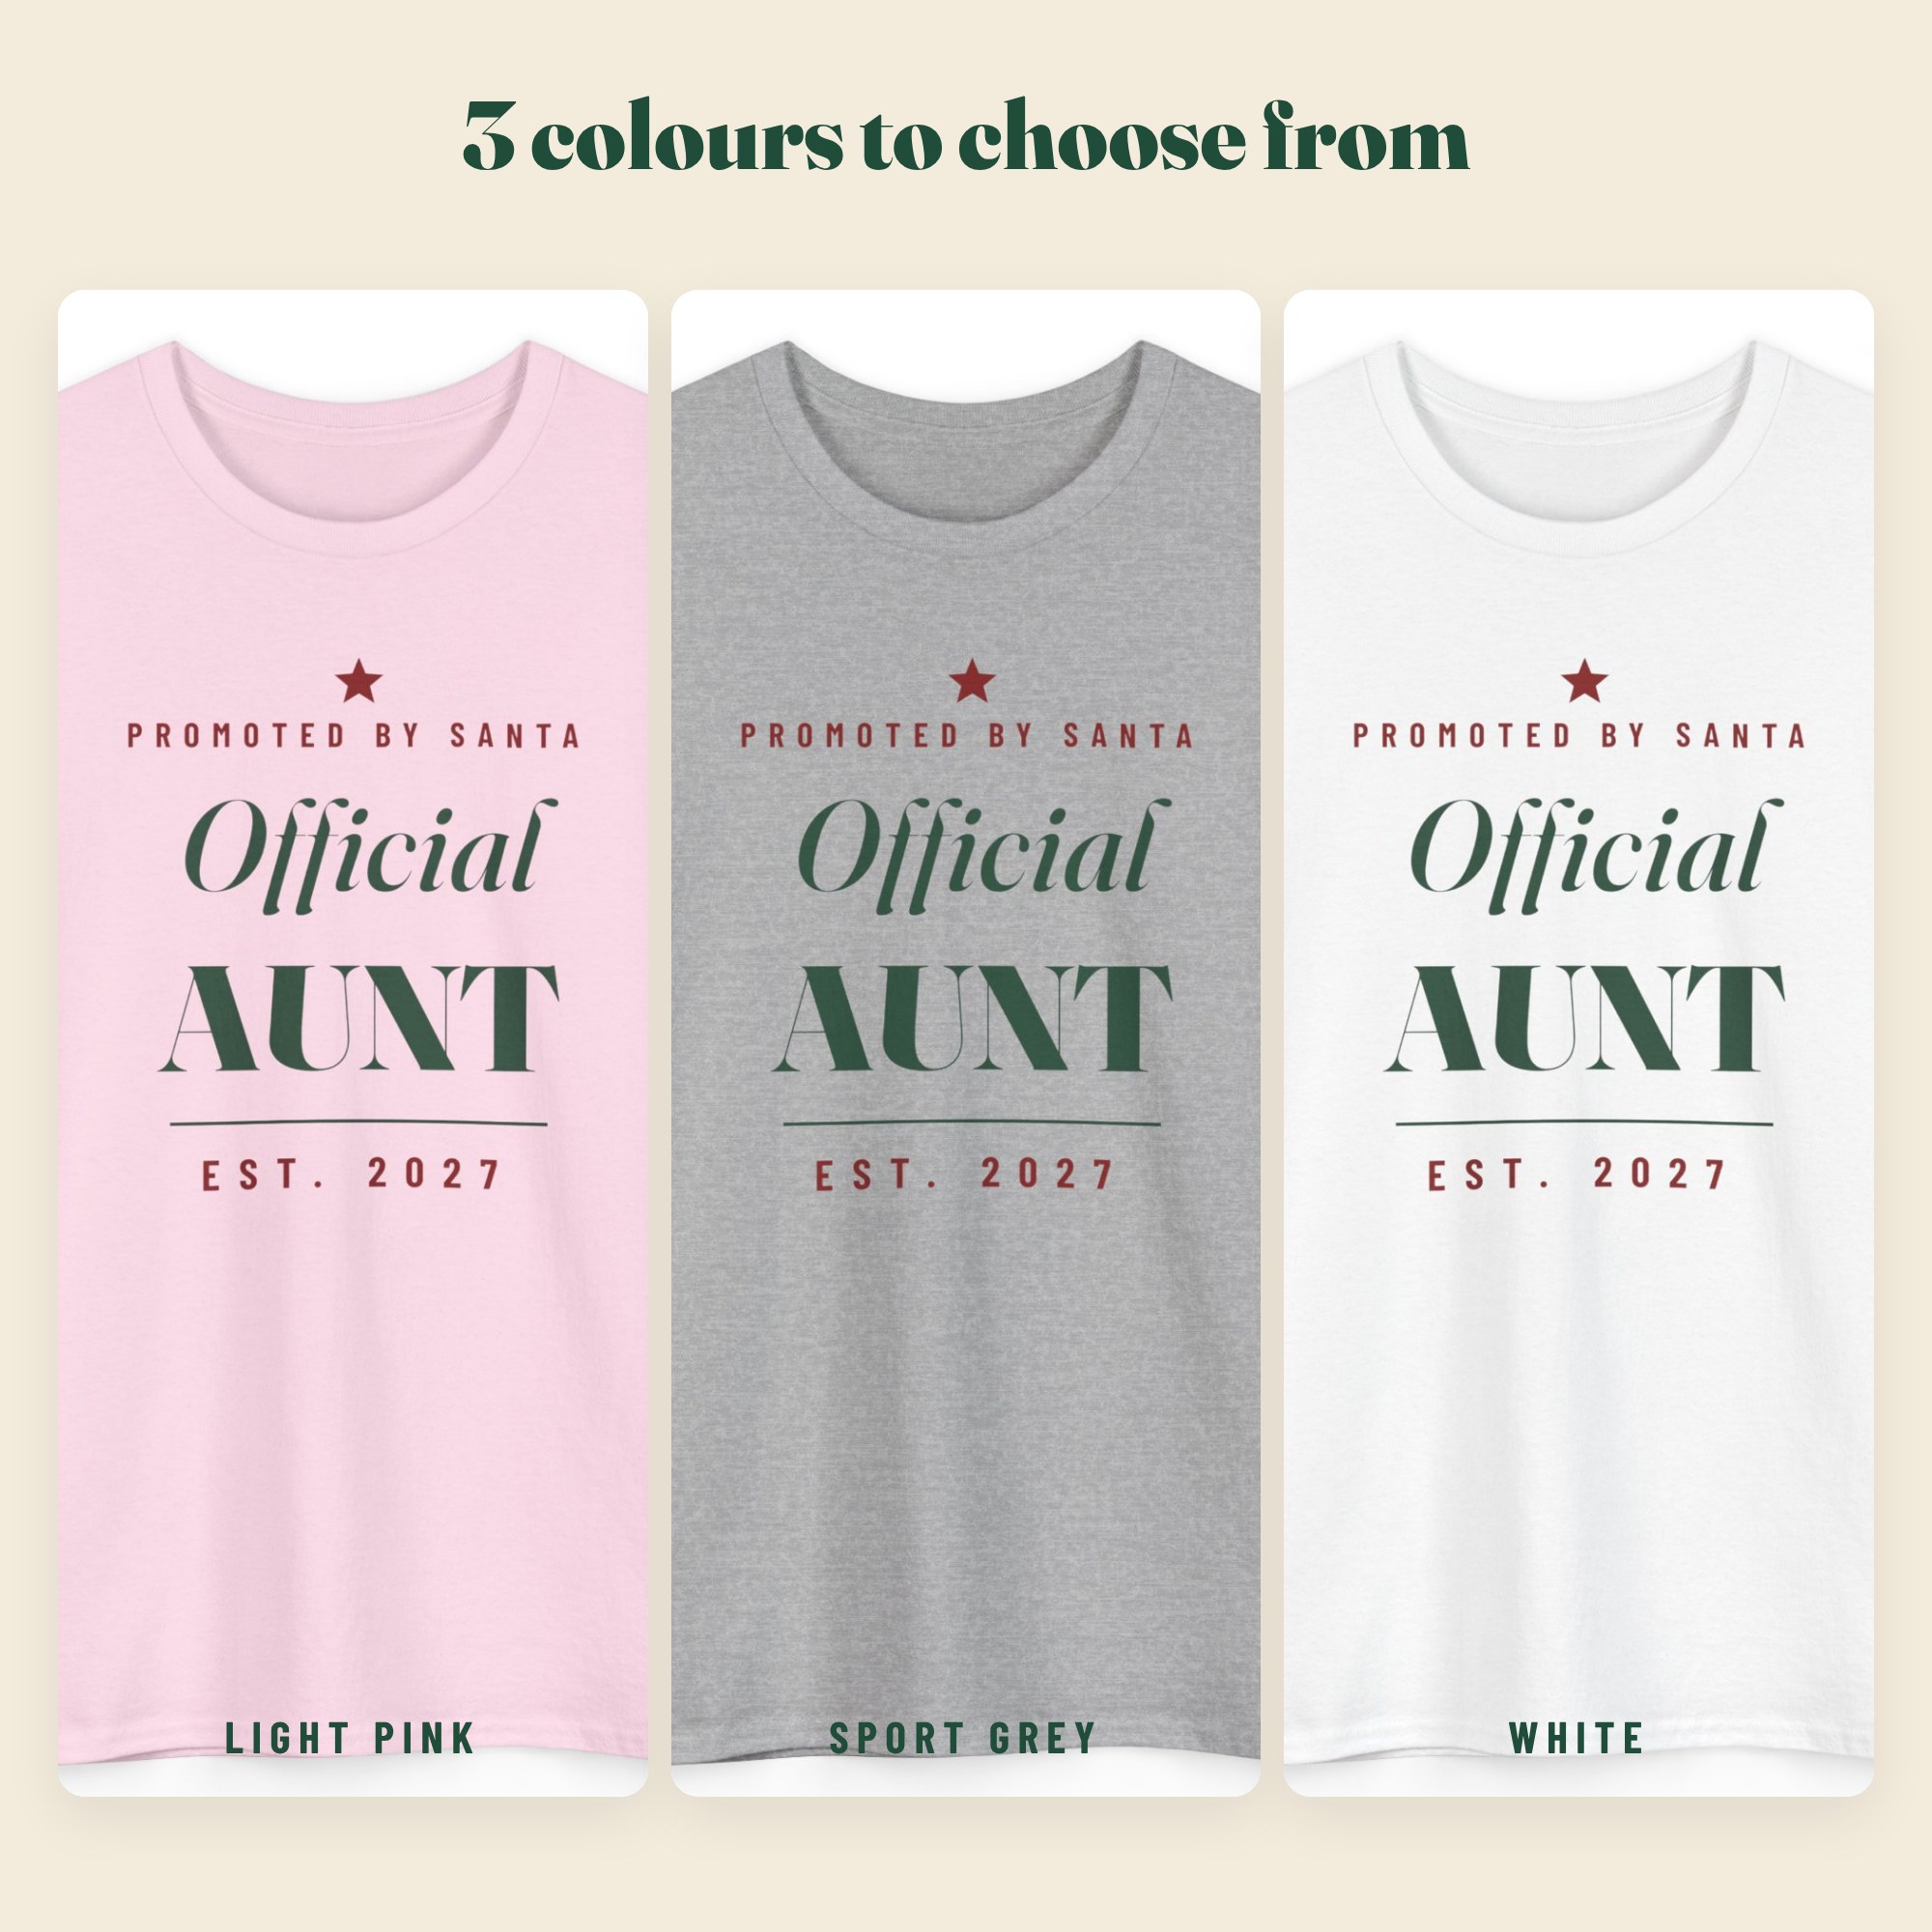 3 colours to choose from
PROMOTED BY SANTA
Official
AUNT
EST. 2027
LIGHT PINK
PROMOTED BY SANTA
Official
AUNT
EST. 2027
SPORT GREY
PROMOTED BY SANTA
Official
AUNT
EST. 2027
WHITE